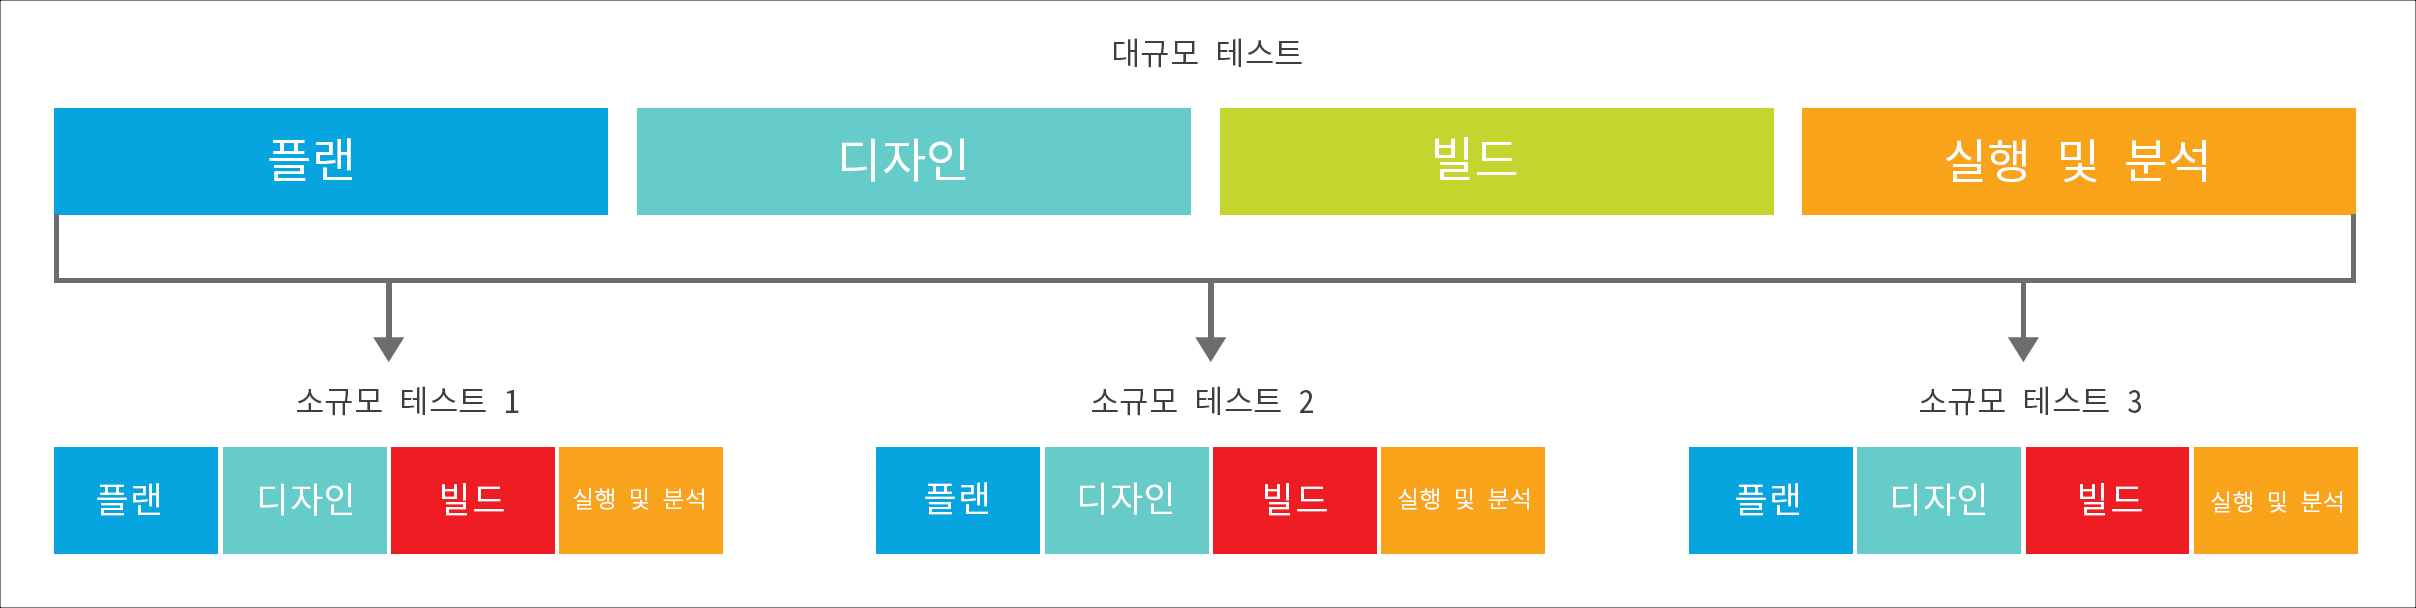 대규모 테스트
플랜
디자인
빌드
실행 및 분석
소규모 테스트 1
소규모 테스트 2
소규모 테스트 3
플랜
디자인
빌드
실행 및 분석
플랜
디자인
빌드
실행 및 분석
플랜
디자인
빌드
실행 및 분석